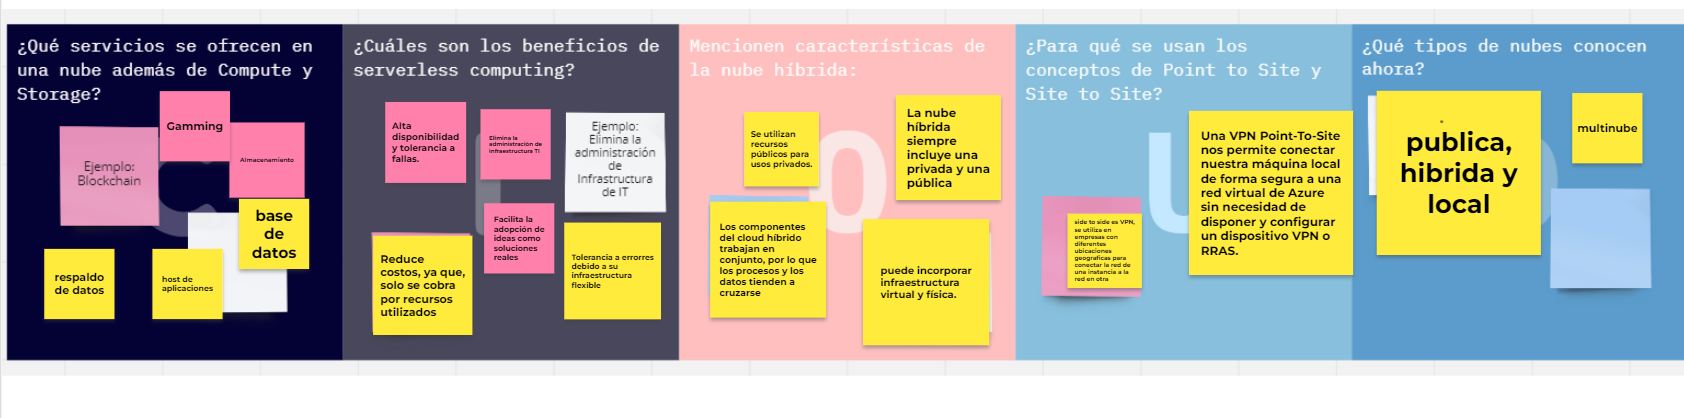 ¿Qué servicios se ofrecen en
una nube además de Compute y
Storage?
Gamming
Almacenamiento
Ejemplo:
Blockchain
base
de
datos
respaldo
de datos
host de
aplicaciones
¿Cuáles son los beneficios de
serverless computing?
Alta
disponibilidad
y tolerancia a
fallas.
Elimina la
administración de
infraestructura TI
Ejemplo:
Elimina la
administración
de
Infrastructura
de IT
Facilita la
adopción de
ideas como
soluciones
reales
Reduce
costos, ya que,
solo se cobra
por recursos
utilizados
Tolerancia a errorres
debido a su
infraestructura
flexible
Mencionen características de
la nube híbrida:
Se utilizan
recursos
públicos para
usos privados.
La nube
híbrida
siempre
incluye una
privada y una
pública
Los componentes
del cloud híbrido
trabajan en
conjunto, por lo que
los procesos y los
datos tienden a
cruzarse
puede incorporar
infraestructura
virtual y física.
¿Para qué se usan los
conceptos de Point to Site y
Site to Site?
side to side es VPN,
se utiliza en
empresas con
diferentes
ubicaciones
geograficas para
conectar la red de
una instancia a la
red en otra
Una VPN Point-To-Site
nos permite conectar
nuestra máquina local
de forma segura a una
red virtual de Azure
sin necesidad de
disponer y configurar
un dispositivo VPN o
RRAS.
¿Qué tipos de nubes conocen
ahora?
publica,
hibrida y
local
multinube